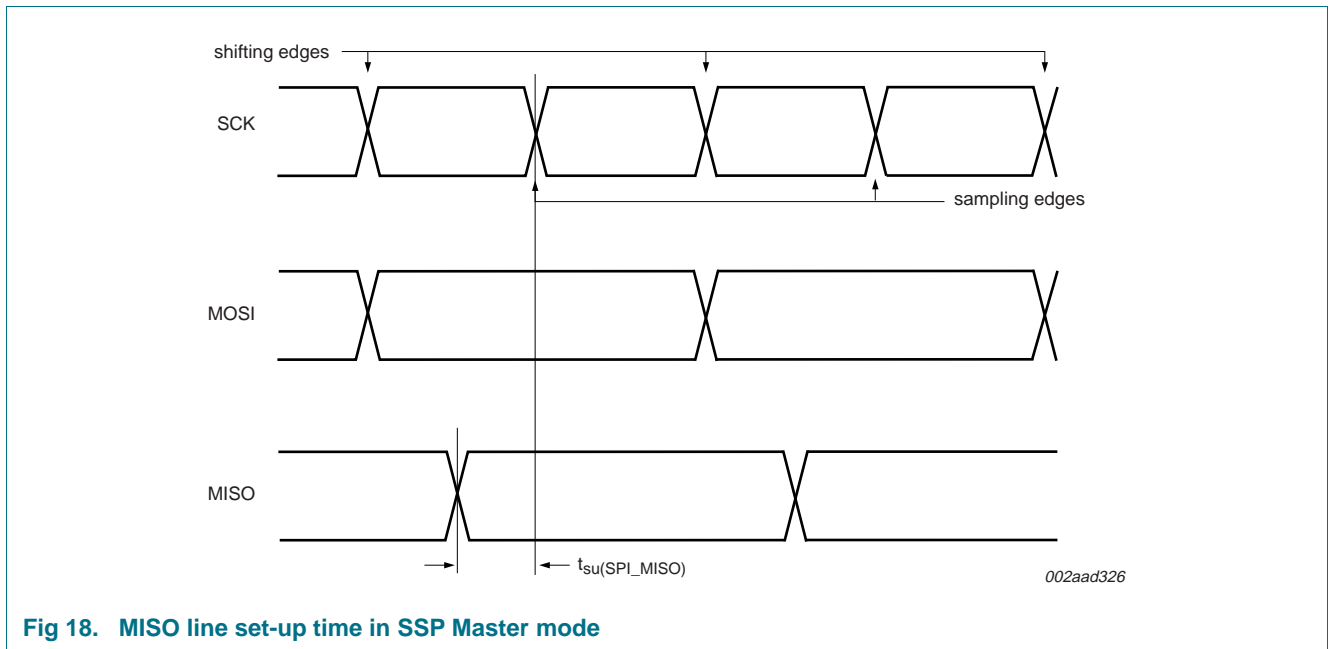 shifting edges
SCK
sampling edges
MOSI
MISO
tsu(SPI_MISO)
002aad326
Fig 18. MISO line set-up time in SSP Master mode